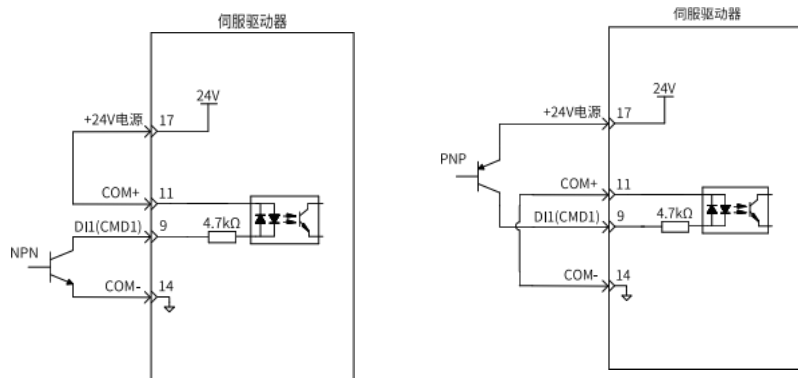 伺服驱动器
24V
+24V电源
17
COM+
11
DI1(CMD1)
9
4.7kΩ
NPN
COM-
14
伺服驱动器
24V
+24V电源
17
PNP
COM+
11
DI1(CMD1)
9
4.7kΩ
COM-
14